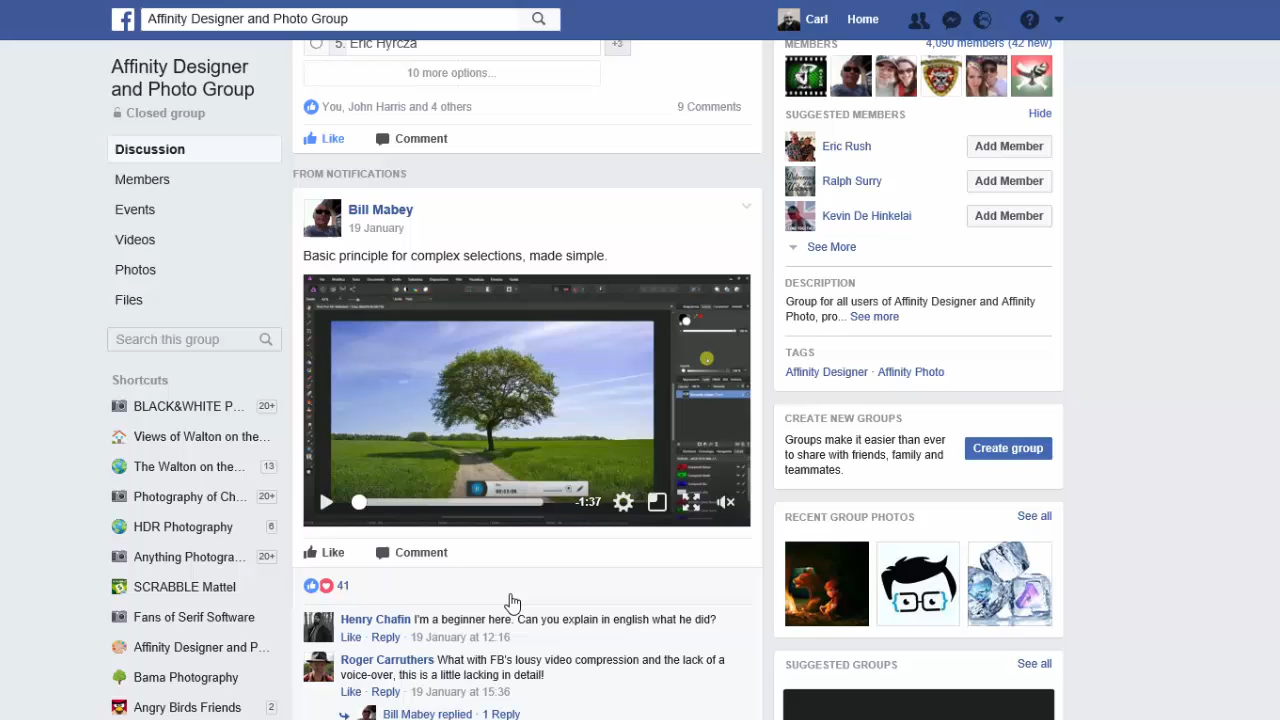 Affinity Designer and Photo Group
Carl
Home
Affinity Designer
and Photo Group
Closed group
Discussion
Members
Events
Videos
Photos
Files
Search this group
Shortcuts
BLACK&WHITE P... 20+
Views of Walton on the...
The Walton on the... 13
Photography of Ch... 20+
HDR Photography 6
Anything Photogra... 20+
SCRABBLE Mattel
Fans of Serif Software
Affinity Designer and P...
Bama Photography
Angry Birds Friends 2
5. Eric Hyrcza +3
10 more options...
You, John Harris and 4 others 9 Comments
Like Comment
FROM NOTIFICATIONS
Bill Mabey
19 January
Basic principle for complex selections, made simple.
-1:37
Like Comment
41
Henry Chafin I'm a beginner here. Can you explain in english what he did?
Like · Reply · 19 January at 12:16
Roger Carruthers What with FB's lousy video compression and the lack of a
voice-over, this is a little lacking in detail!
Like · Reply · 19 January at 15:36
Bill Mabey replied · 1 Reply
MEMBERS 4,090 members (42 new)
SUGGESTED MEMBERS Hide
Eric Rush Add Member
Ralph Surry Add Member
Kevin De Hinkelai Add Member
See More
DESCRIPTION
Group for all users of Affinity Designer and Affinity
Photo, pro... See more
TAGS
Affinity Designer · Affinity Photo
CREATE NEW GROUPS
Groups make it easier than ever
to share with friends, family and
teammates.
Create group
RECENT GROUP PHOTOS See all
SUGGESTED GROUPS See all